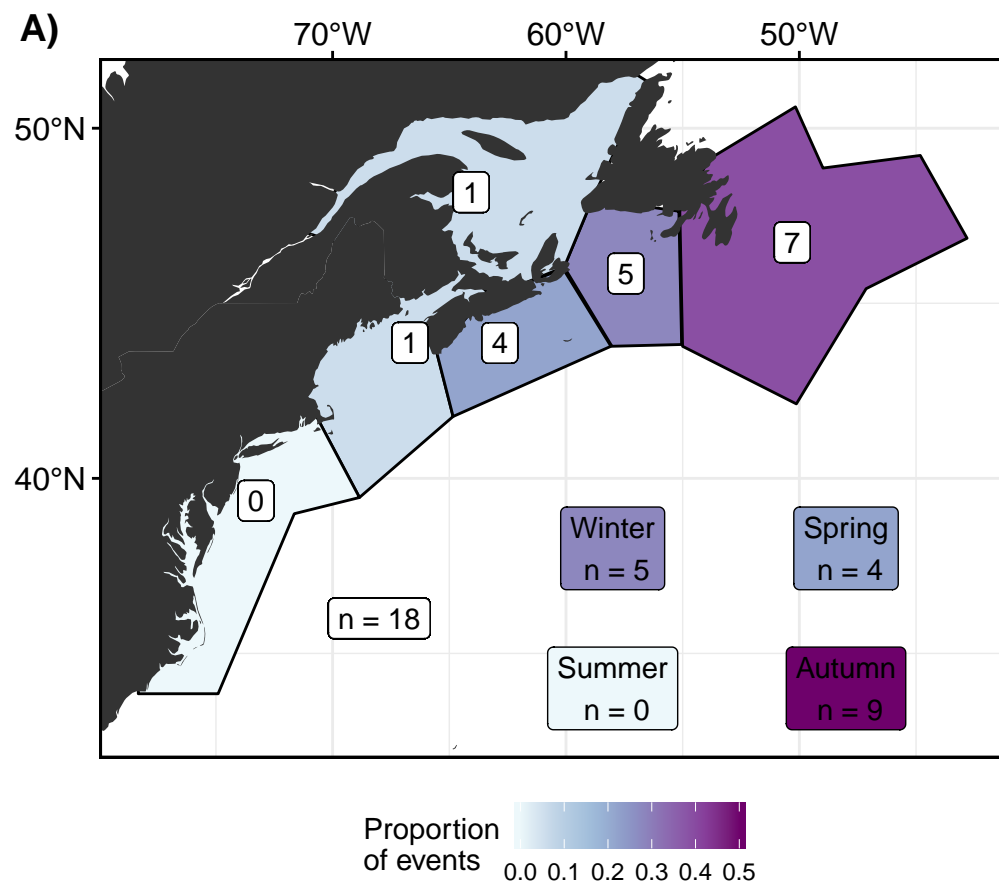 A)
70°W 60°W 50°W
50°N
40°N
1
7
5
1
4
0
n = 18
Winter
n = 5
Spring
n = 4
Summer
n = 0
Autumn
n = 9
Proportion
of events
0.0 0.1 0.2 0.3 0.4 0.5